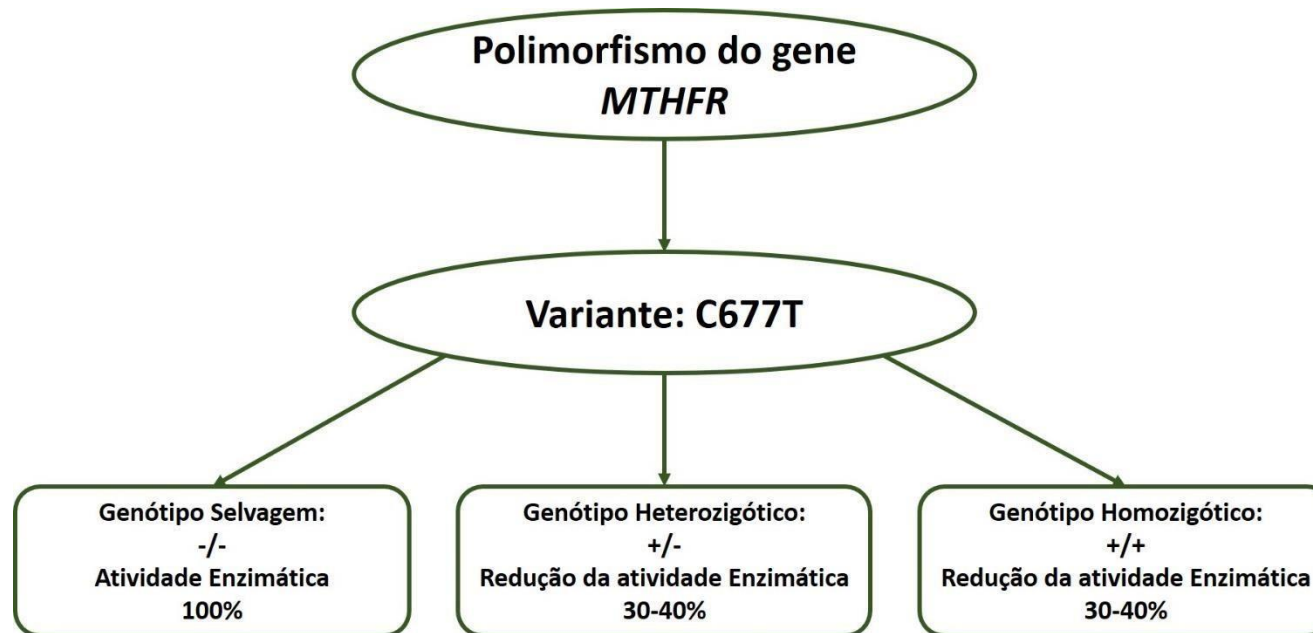 Polimorfismo do gene
MTHFR
Variante: C677T
Genótipo Selvagem:
-/-
Atividade Enzimática
100%
Genótipo Heterozigótico:
+/-
Redução da atividade Enzimática
30-40%
Genótipo Homozigótico:
+/+
Redução da atividade Enzimática
30-40%